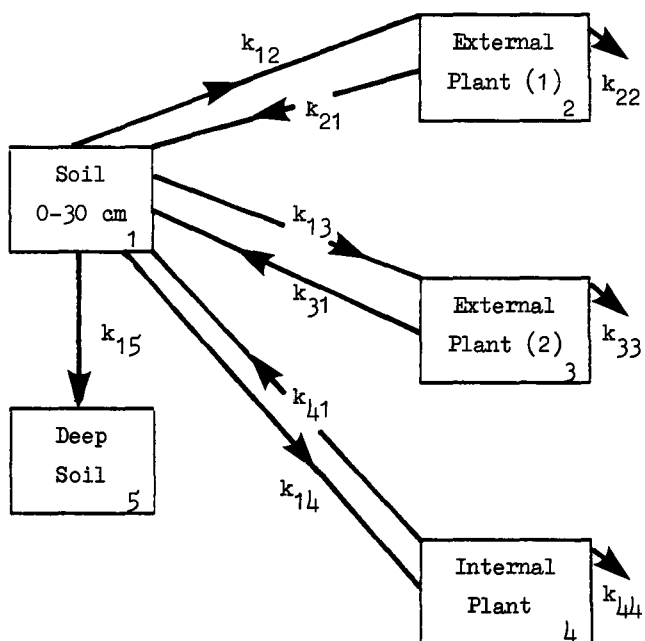 k12
External
Plant (1)
2
k22
k21
Soil
0-30 cm
1
k13
k31
External
Plant (2)
3
k33
k15
k41
Deep
Soil
5
k14
Internal
Plant
4
k44